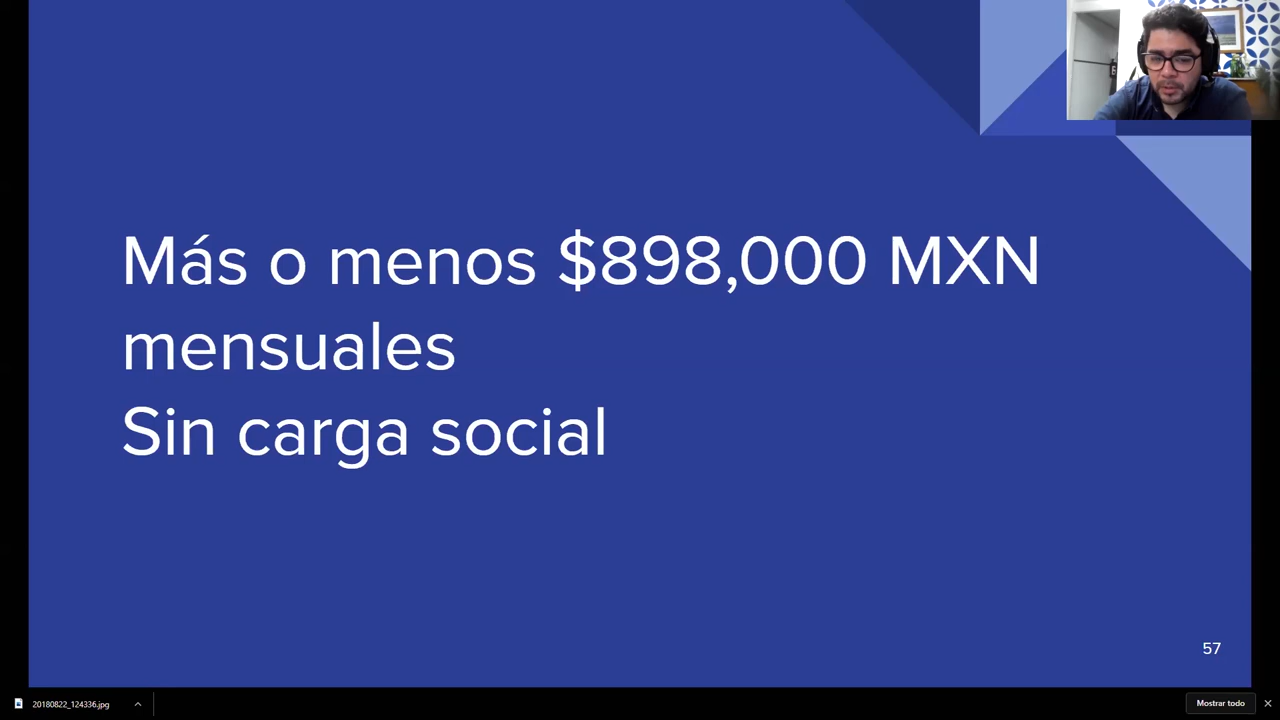 Más o menos $898,000 MXN
mensuales
Sin carga social
57
20180822_124336.jpg
Mostrar todo